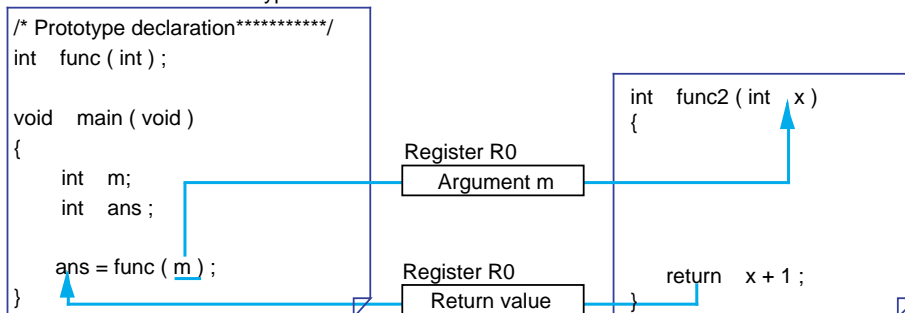 /* Prototype declaration***********/
int func ( int ) ;
void main ( void )
{
int m;
int ans ;
ans = func ( m ) ;
}
Register R0
Argument m
Register R0
Return value
int func2 ( int x )
{
return x + 1 ;
}